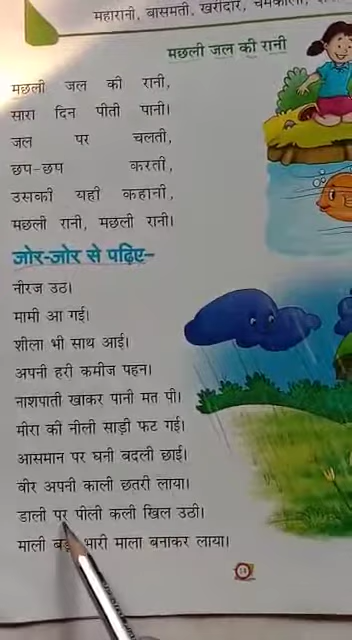 महारानी, बासमती, खरीदार, चमकीला,
मछली जल की रानी
मछली जल की रानी,
सारा दिन पीती पानी।
जल पर चलती,
छप-छप करती,
उसकी यही कहानी,
मछली रानी, मछली रानी।
जोर-जोर से पढ़िए–
नीरज उठ।
मामी आ गई।
शीला भी साथ आई।
अपनी हरी कमीज पहन।
नाशपाती खाकर पानी मत पी।
मीरा की नीली साड़ी फट गई।
आसमान पर घनी बदली छाई।
वीर अपनी काली छतरी लाया।
डाली पर पीली कली खिल उठी।
माली भारी माला बनाकर लाया।